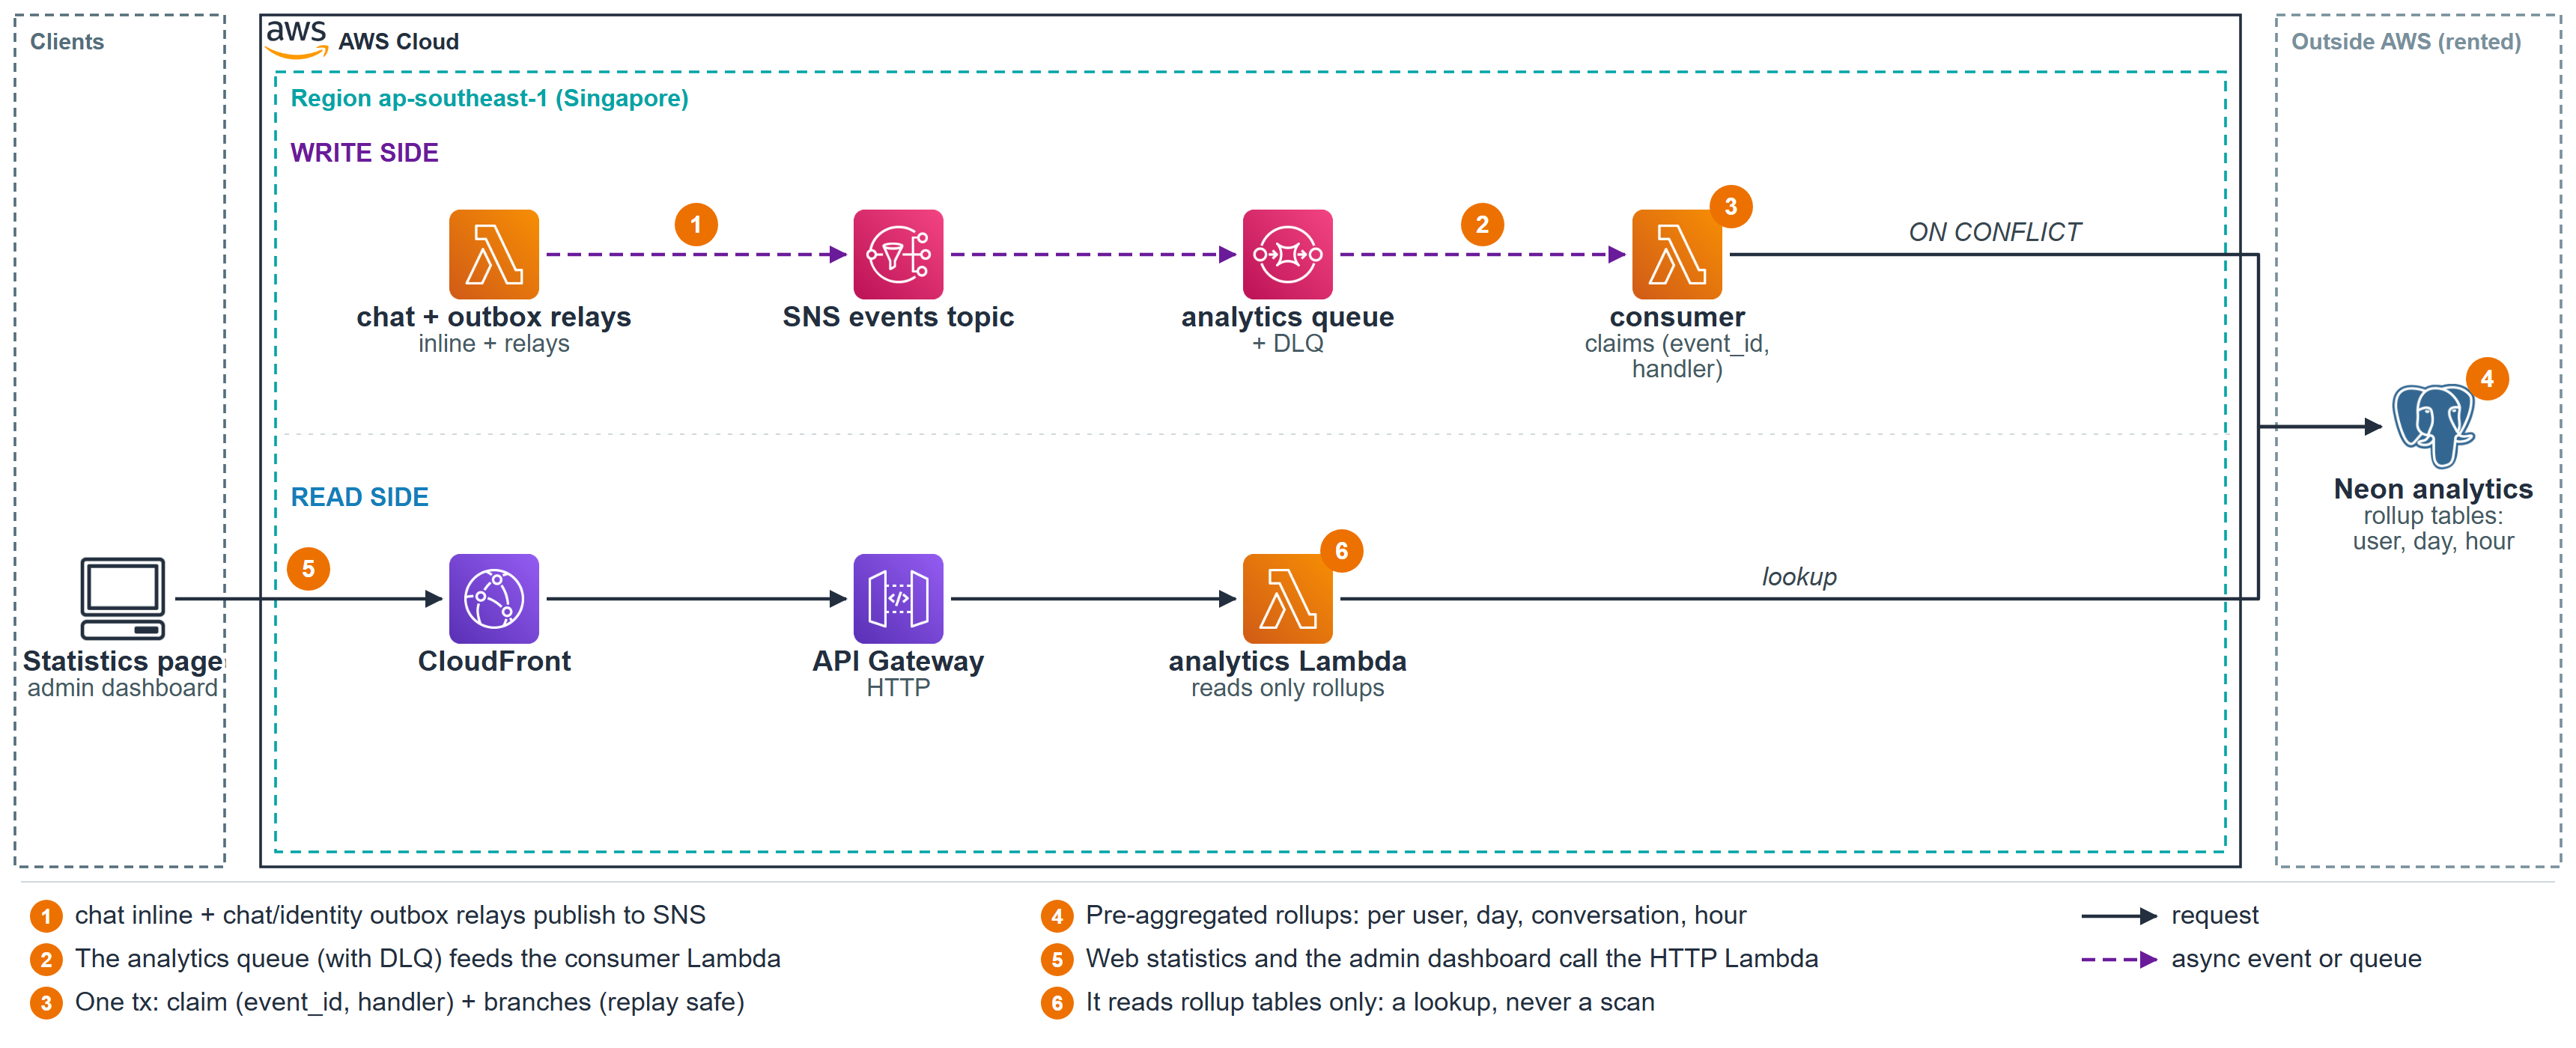 Clients
aws
AWS Cloud
Outside AWS (rented)
Region ap-southeast-1 (Singapore)
WRITE SIDE
1
2
3
ON CONFLICT
chat + outbox relays
inline + relays
SNS events topic
analytics queue
+ DLQ
consumer
claims (event_id,
handler)
4
Neon analytics
rollup tables:
user, day, hour
READ SIDE
5
6
lookup
Statistics page
admin dashboard
CloudFront
API Gateway
HTTP
analytics Lambda
reads only rollups
1 chat inline + chat/identity outbox relays publish to SNS
2 The analytics queue (with DLQ) feeds the consumer Lambda
3 One tx: claim (event_id, handler) + branches (replay safe)
4 Pre-aggregated rollups: per user, day, conversation, hour
5 Web statistics and the admin dashboard call the HTTP Lambda
6 It reads rollup tables only: a lookup, never a scan
request
async event or queue